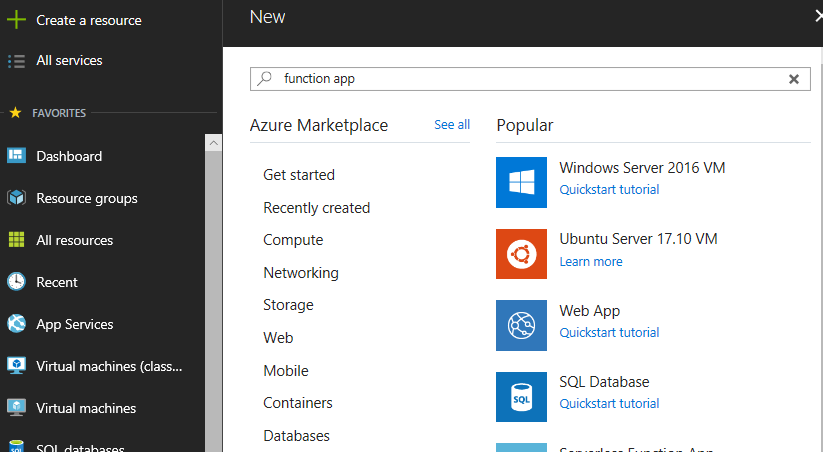 Create a resource
All services
FAVORITES
Dashboard
Resource groups
All resources
Recent
App Services
Virtual machines (class...
Virtual machines
SQL databases
New
function app
Azure Marketplace
See all
Get started
Recently created
Compute
Networking
Storage
Web
Mobile
Containers
Databases
Popular
Windows Server 2016 VM
Quickstart tutorial
Ubuntu Server 17.10 VM
Learn more
Web App
Quickstart tutorial
SQL
SQL Database
Quickstart tutorial
Serverless Function App